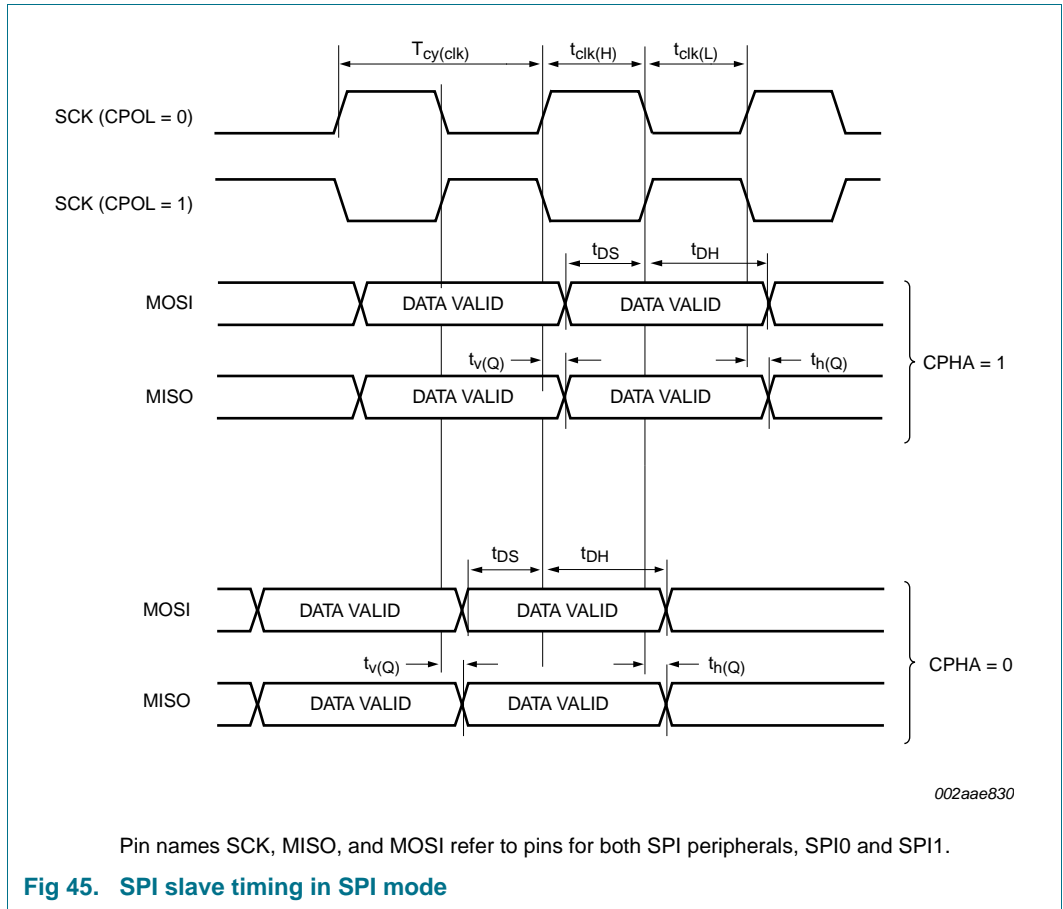 Tcy(clk) tclk(H) tclk(L)
SCK (CPOL = 0)
SCK (CPOL = 1)
tDS tDH
MOSI DATA VALID DATA VALID
tv(Q) th(Q)
CPHA = 1
MISO DATA VALID DATA VALID
tDS tDH
MOSI DATA VALID DATA VALID
tv(Q) th(Q)
CPHA = 0
MISO DATA VALID DATA VALID
002aae830
Pin names SCK, MISO, and MOSI refer to pins for both SPI peripherals, SPI0 and SPI1.
Fig 45. SPI slave timing in SPI mode